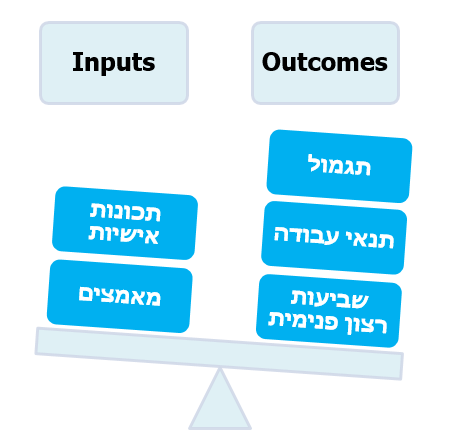 Inputs
Outcomes
תגמול
תכונות
אישיות
תנאי עבודה
מאמצים
שביעות
רצון פנימית